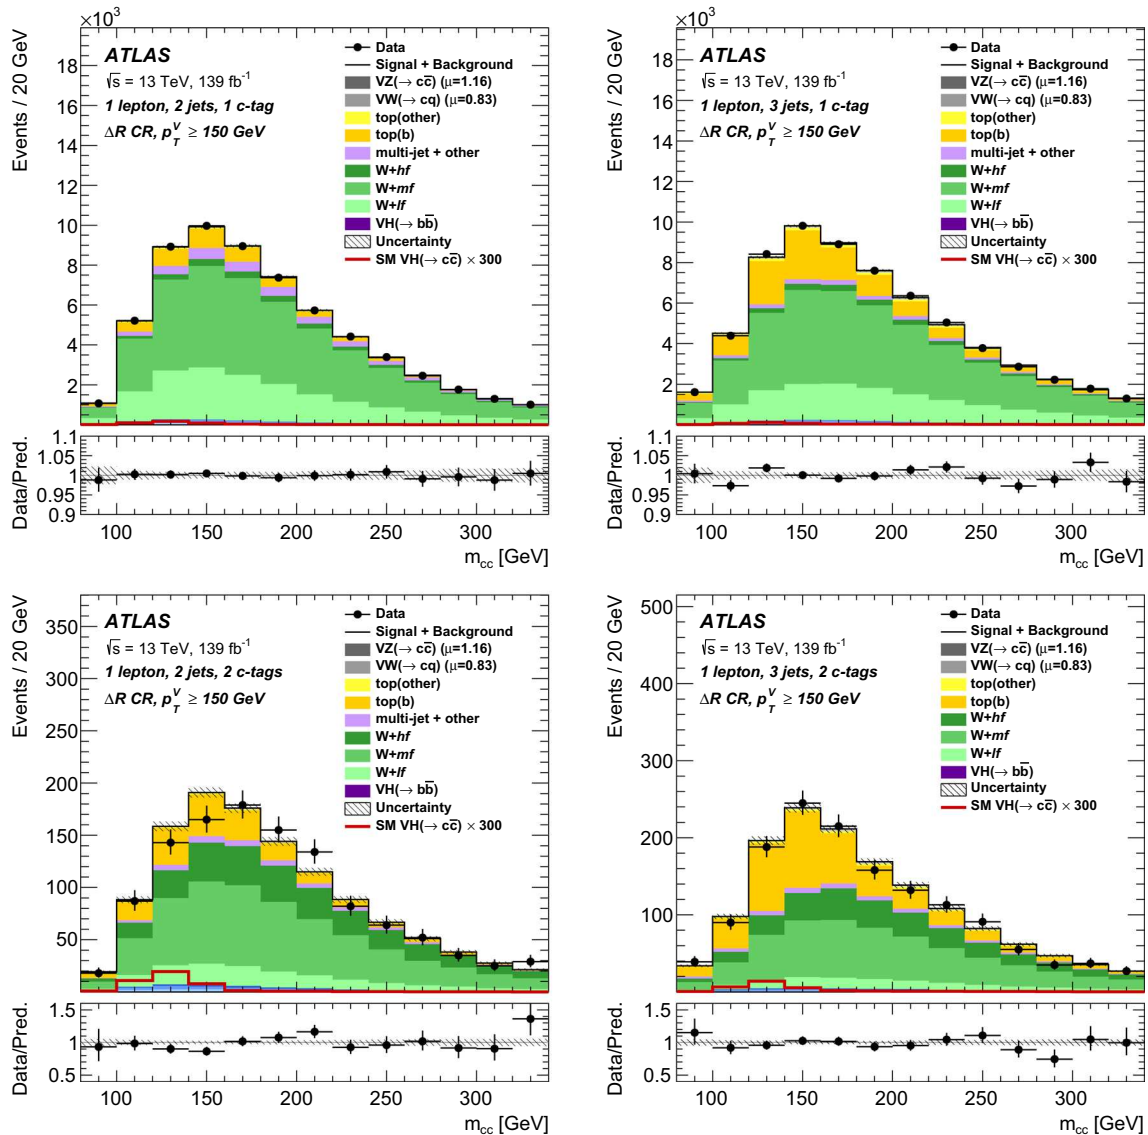 ×10³
Events / 20 GeV
18
16
14
12
10
8
6
4
2
ATLAS
√s = 13 TeV, 139 fb⁻¹
1 lepton, 2 jets, 1 c-tag
ΔR CR, p_T^V ≥ 150 GeV
Data
Signal + Background
VZ(→ cc̅) (μ=1.16)
VW(→ cq) (μ=0.83)
top(other)
top(b)
multi-jet + other
W+hf
W+mf
W+lf
VH(→ bb̅)
Uncertainty
SM VH(→ cc̅) × 300
Data/Pred.
1.1
1.05
1
0.95
0.9
100 150 200 250 300
m_cc [GeV]
×10³
Events / 20 GeV
18
16
14
12
10
8
6
4
2
ATLAS
√s = 13 TeV, 139 fb⁻¹
1 lepton, 3 jets, 1 c-tag
ΔR CR, p_T^V ≥ 150 GeV
Data
Signal + Background
VZ(→ cc̅) (μ=1.16)
VW(→ cq) (μ=0.83)
top(other)
top(b)
multi-jet + other
W+hf
W+mf
W+lf
VH(→ bb̅)
Uncertainty
SM VH(→ cc̅) × 300
Data/Pred.
1.1
1.05
1
0.95
0.9
100 150 200 250 300
m_cc [GeV]
Events / 20 GeV
350
300
250
200
150
100
50
ATLAS
√s = 13 TeV, 139 fb⁻¹
1 lepton, 2 jets, 2 c-tags
ΔR CR, p_T^V ≥ 150 GeV
Data
Signal + Background
VZ(→ cc̅) (μ=1.16)
VW(→ cq) (μ=0.83)
top(other)
top(b)
multi-jet + other
W+hf
W+mf
W+lf
VH(→ bb̅)
Uncertainty
SM VH(→ cc̅) × 300
Data/Pred.
1.5
1
0.5
100 150 200 250 300
m_cc [GeV]
Events / 20 GeV
500
400
300
200
100
ATLAS
√s = 13 TeV, 139 fb⁻¹
1 lepton, 3 jets, 2 c-tags
ΔR CR, p_T^V ≥ 150 GeV
Data
Signal + Background
VZ(→ cc̅) (μ=1.16)
VW(→ cq) (μ=0.83)
top(other)
top(b)
W+hf
W+mf
W+lf
VH(→ bb̅)
Uncertainty
SM VH(→ cc̅) × 300
Data/Pred.
1.5
1
0.5
100 150 200 250 300
m_cc [GeV]